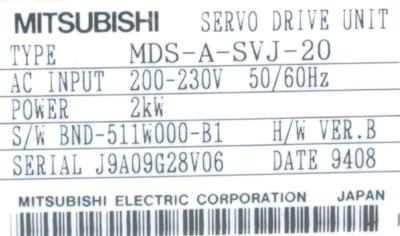 MITSUBISHI SERVO DRIVE UNIT
TYPE MDS-A-SVJ-20
AC INPUT 200-230V 50/60Hz
POWER 2kW
S/W BND-511W000-B1 H/W VER.B
SERIAL J9A09G28V06 DATE 9408
MITSUBISHI ELECTRIC CORPORATION JAPAN